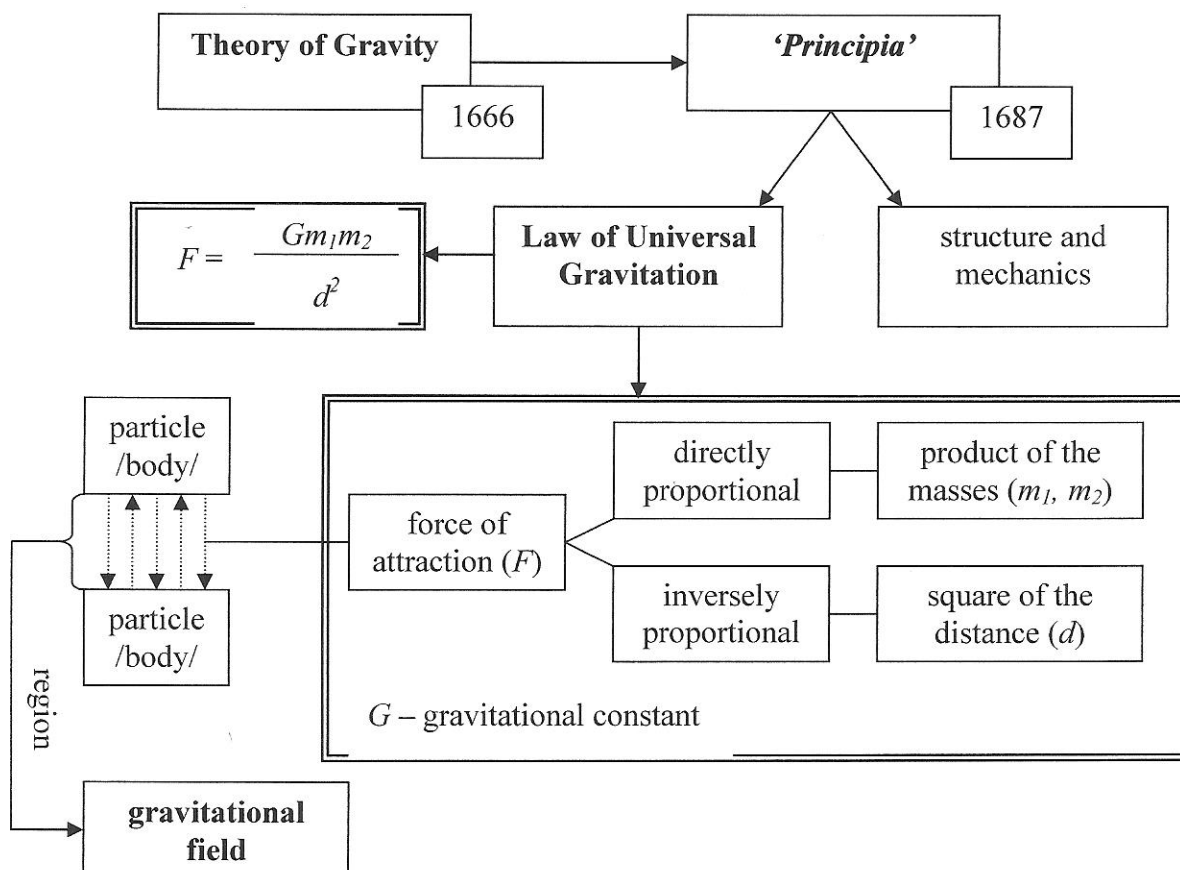 Theory of Gravity
1666
'Principia'
1687
F = Gm₁m₂ / d²
Law of Universal
Gravitation
structure and
mechanics
particle
/body/
particle
/body/
region
force of
attraction (F)
directly
proportional
product of the
masses (m₁, m₂)
inversely
proportional
square of the
distance (d)
G – gravitational constant
gravitational
field